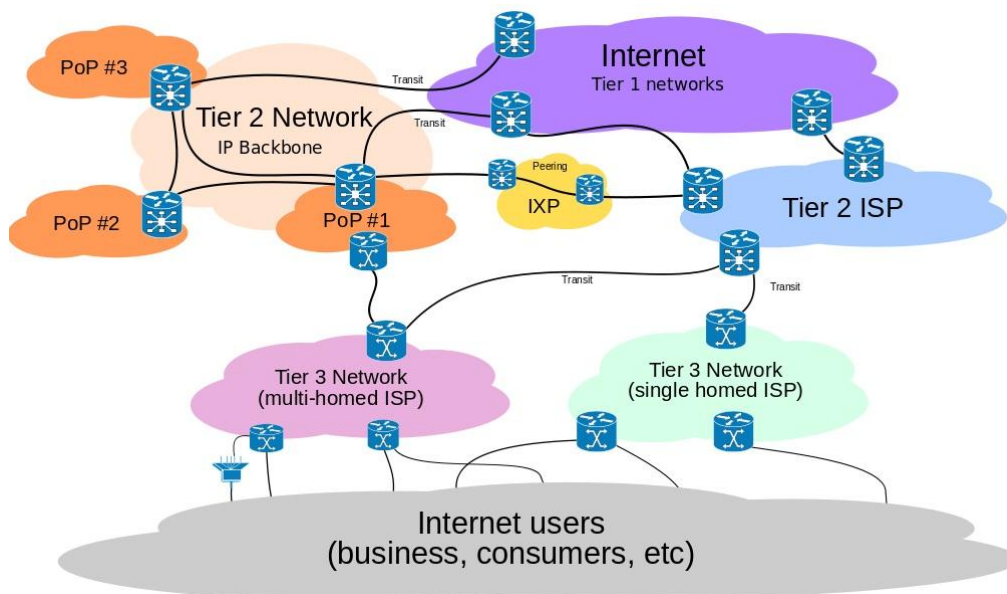 PoP #3
Internet
Tier 1 networks
Transit
Tier 2 Network
IP Backbone
Transit
Peering
IXP
Tier 2 ISP
PoP #2
PoP #1
Transit
Transit
Tier 3 Network
(multi-homed ISP)
Tier 3 Network
(single homed ISP)
Internet users
(business, consumers, etc)